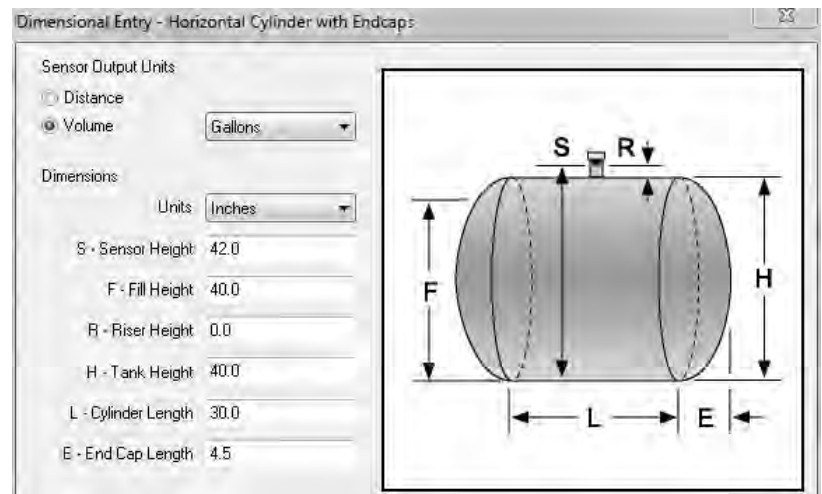 Dimensional Entry - Horizontal Cylinder with Endcaps
Sensor Output Units
Distance
Volume
Gallons
Dimensions
Units
Inches
S - Sensor Height
42.0
F - Fill Height
40.0
R - Riser Height
0.0
H - Tank Height
40.0
L - Cylinder Length
30.0
E - End Cap Length
4.5
S
R
F
H
L
E